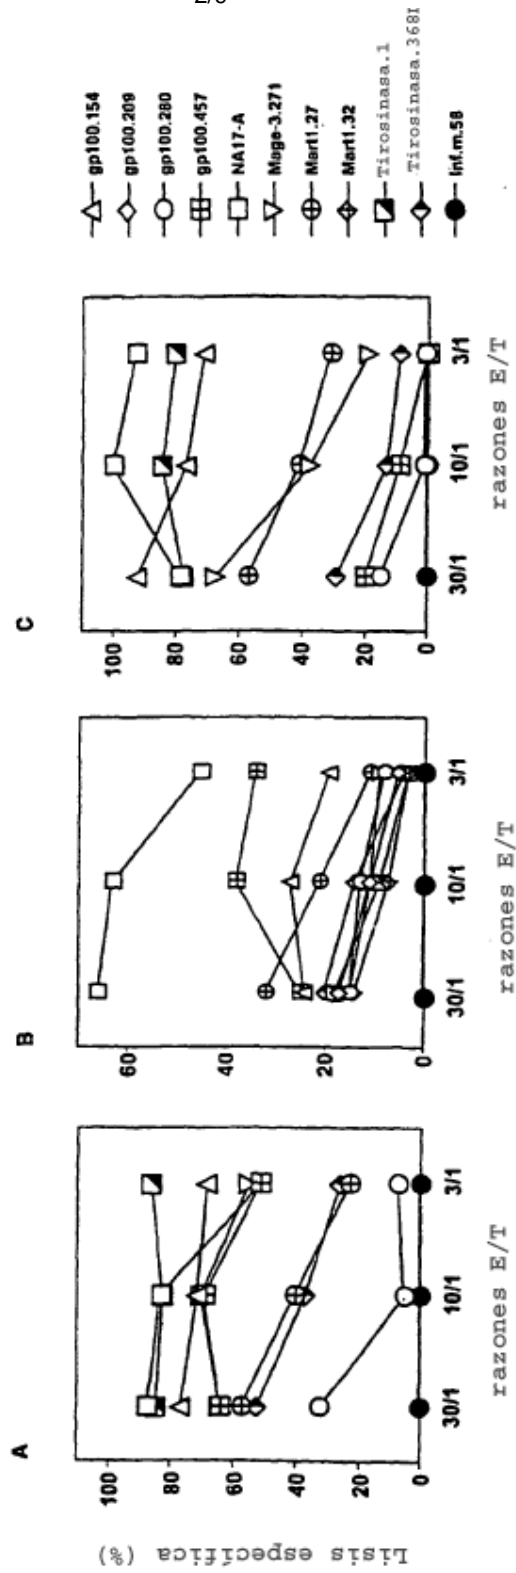 2/6
A
Lisis específica (%)
100
80
60
40
20
0
30/1
10/1
3/1
razones E/T
B
60
40
20
0
30/1
10/1
3/1
razones E/T
C
100
80
60
40
20
0
30/1
10/1
3/1
razones E/T
gp100.154
gp100.209
gp100.280
gp100.457
NA17-A
Mage-3.271
Mart1.27
Mart1.32
Tirosinasa.1
Tirosinasa.368I
Inf.m.58